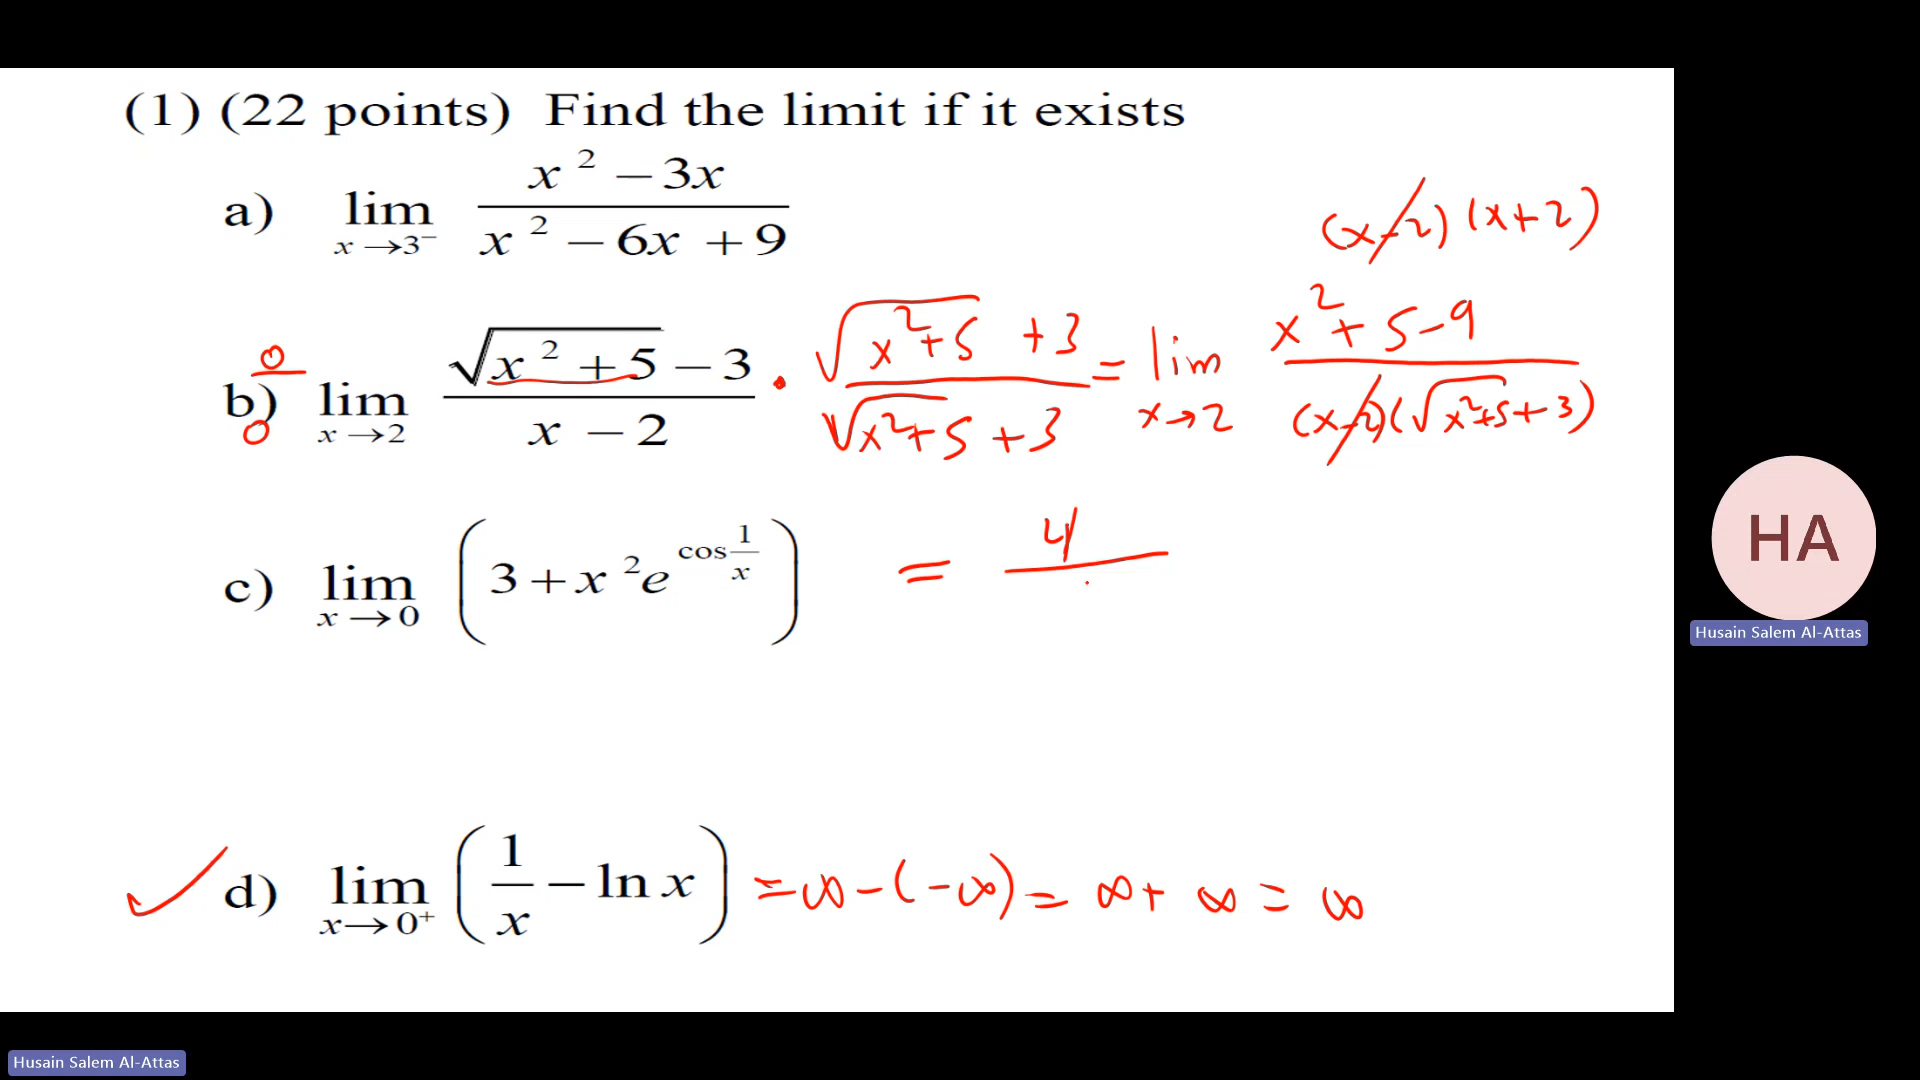 (1) (22 points) Find the limit if it exists
a) lim x→3⁻ (x² − 3x)/(x² − 6x + 9)
(x−2)(x+2)
b) 0/0 lim x→2 (√(x² + 5) − 3)/(x − 2) · (√(x²+5) + 3)/(√(x²+5) + 3) = lim x→2 (x² + 5 − 9)/((x−2)(√(x²+5) + 3))
c) lim x→0 (3 + x² e^(cos 1/x))
= 4/
d) lim x→0⁺ (1/x − ln x) = ∞ − (−∞) = ∞ + ∞ = ∞
HA
Husain Salem Al-Attas
Husain Salem Al-Attas